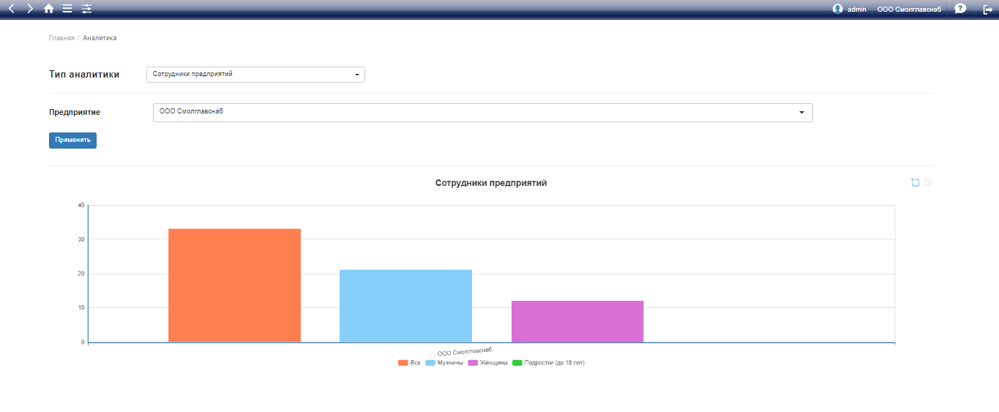 admin ООО Смолглавснаб
Главная / Аналитика
Тип аналитики Сотрудники предприятий
Предприятие ООО Смолглавснаб
Применить
Сотрудники предприятий
40
30
20
10
0
ООО Смолглавснаб
Все Мужчины Женщины Подростки (до 18 лет)